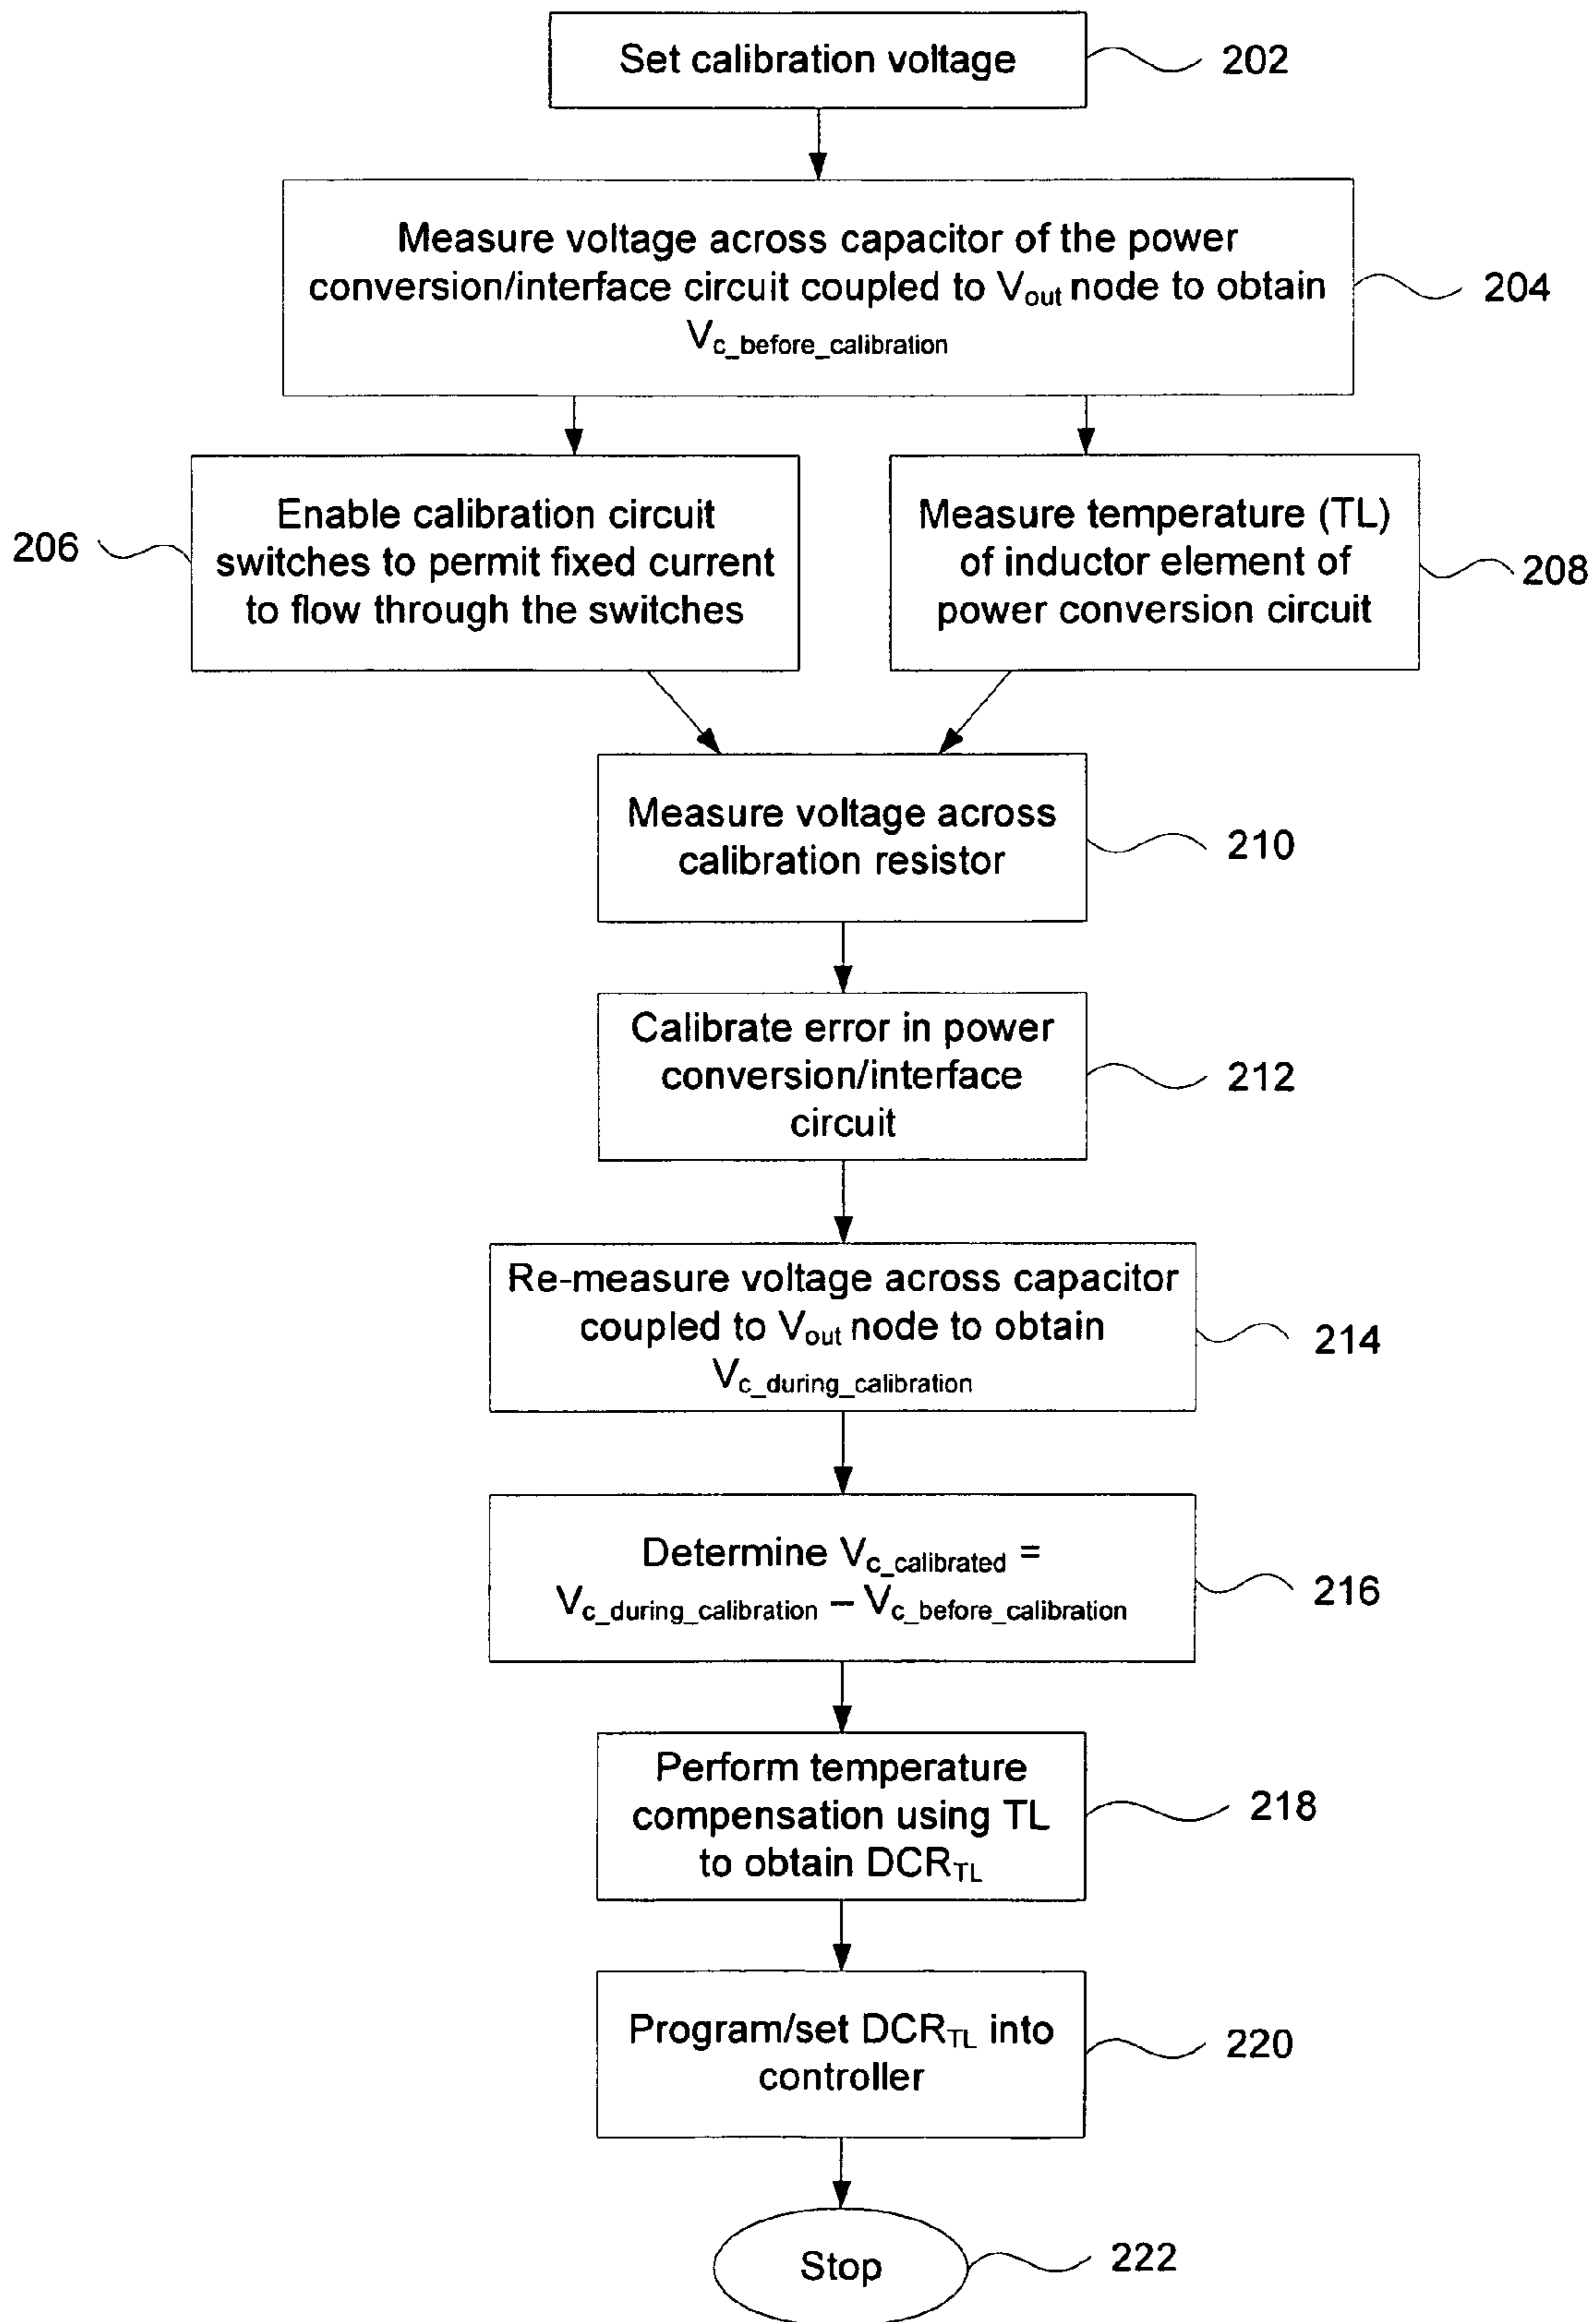 Set calibration voltage
202
Measure voltage across capacitor of the power
conversion/interface circuit coupled to Vout node to obtain
Vc_before_calibration
204
Enable calibration circuit
switches to permit fixed current
to flow through the switches
206
Measure temperature (TL)
of inductor element of
power conversion circuit
208
Measure voltage across
calibration resistor
210
Calibrate error in power
conversion/interface
circuit
212
Re-measure voltage across capacitor
coupled to Vout node to obtain
Vc_during_calibration
214
Determine Vc_calibrated =
Vc_during_calibration – Vc_before_calibration
216
Perform temperature
compensation using TL
to obtain DCRTL
218
Program/set DCRTL into
controller
220
Stop
222